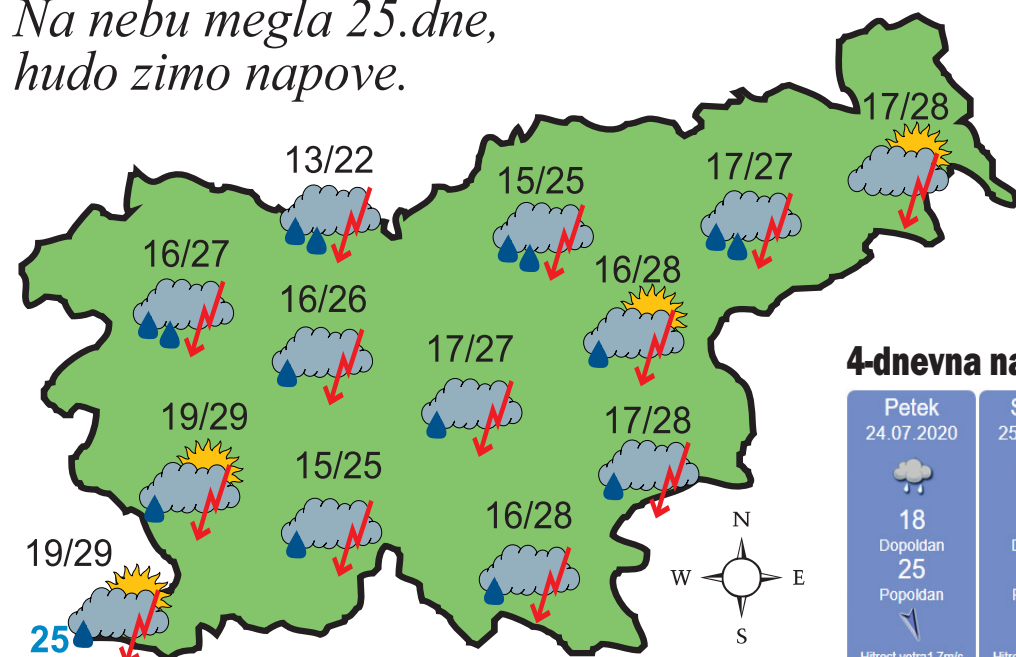 Na nebu megla 25.dne,
hudo zimo napove.
17/28
13/22
15/25
17/27
16/27
16/28
16/26
17/27
19/29
17/28
15/25
16/28
19/29
25
N
W E
S
4-dnevna
Petek
24.07.2020
18
Dopoldan
25
Popoldan